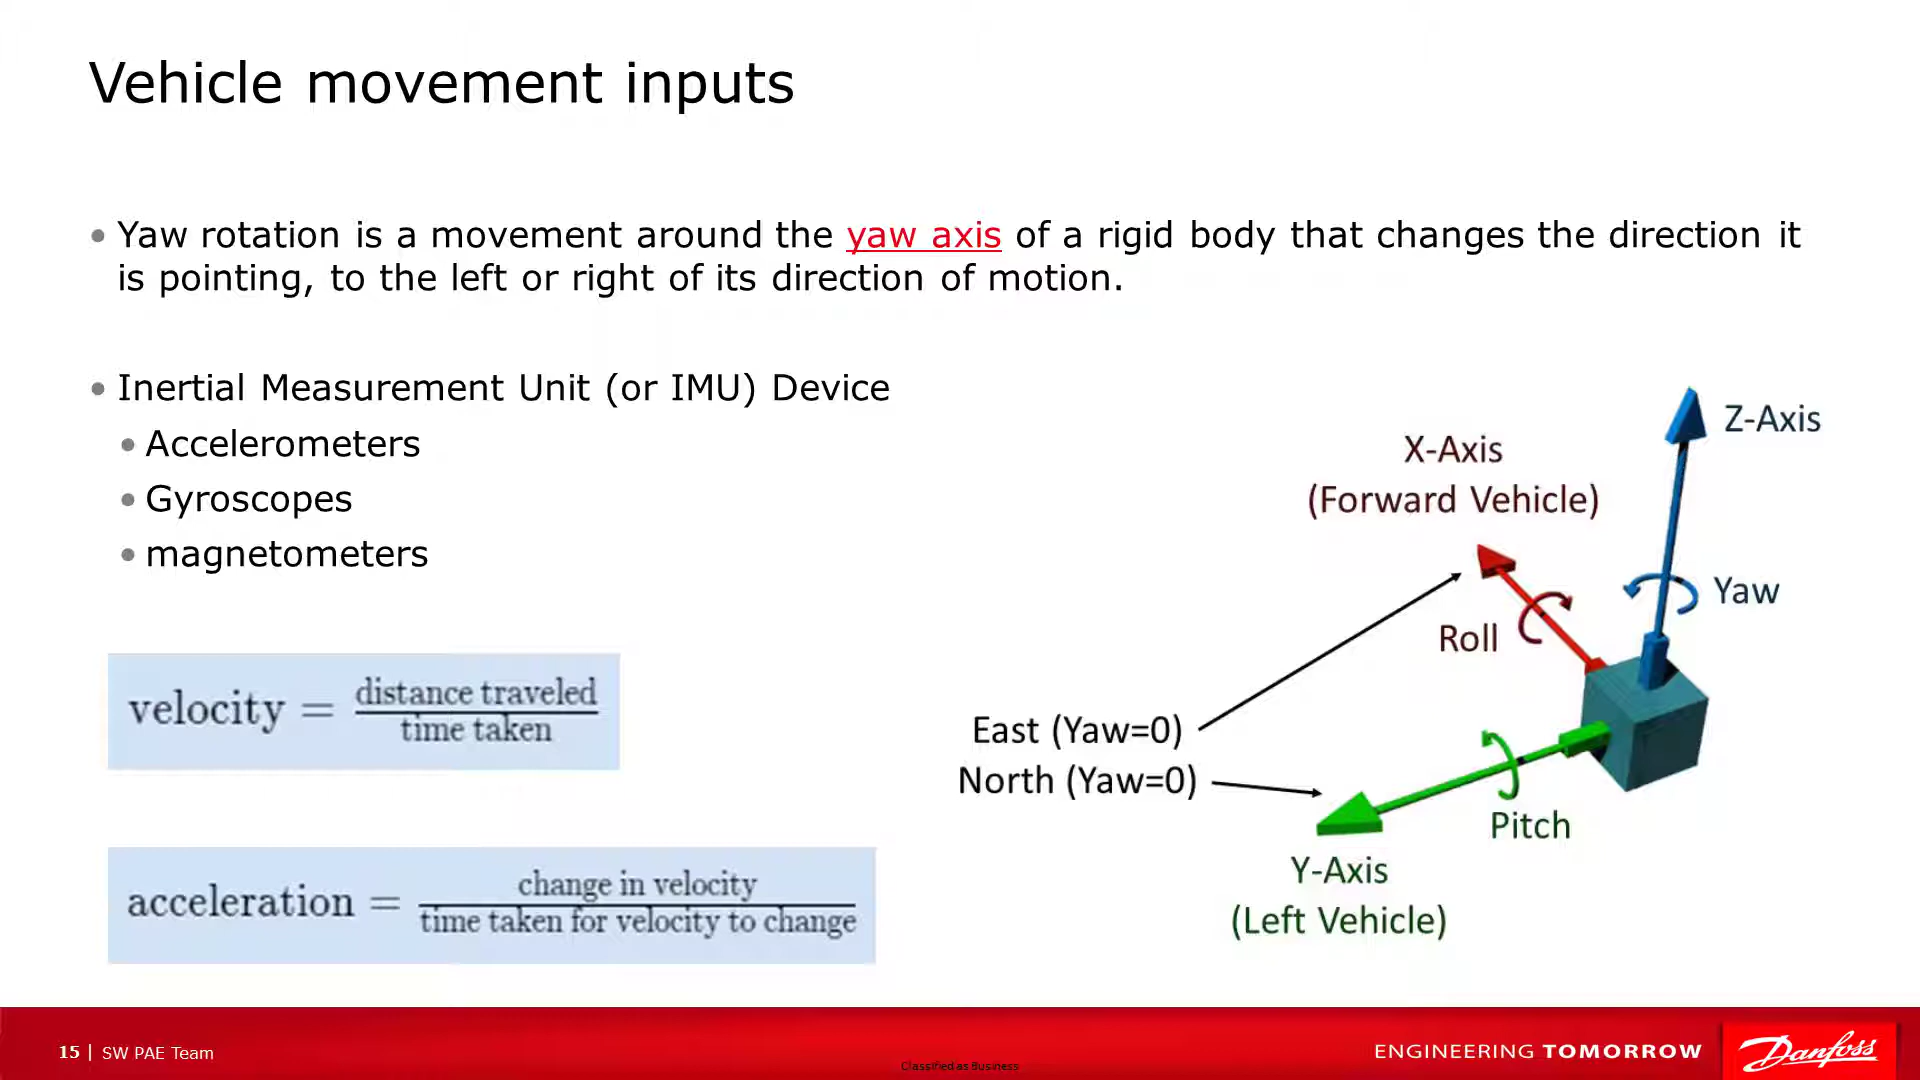 Vehicle movement inputs
Yaw rotation is a movement around the yaw axis of a rigid body that changes the direction it
is pointing, to the left or right of its direction of motion.
Inertial Measurement Unit (or IMU) Device
Accelerometers
Gyroscopes
magnetometers
velocity = distance traveled
time taken
acceleration = change in velocity
time taken for velocity to change
Z-Axis
X-Axis
(Forward Vehicle)
Yaw
Roll
East (Yaw=0)
North (Yaw=0)
Pitch
Y-Axis
(Left Vehicle)
15 | SW PAE Team
Classified as Business
ENGINEERING TOMORROW
Danfoss